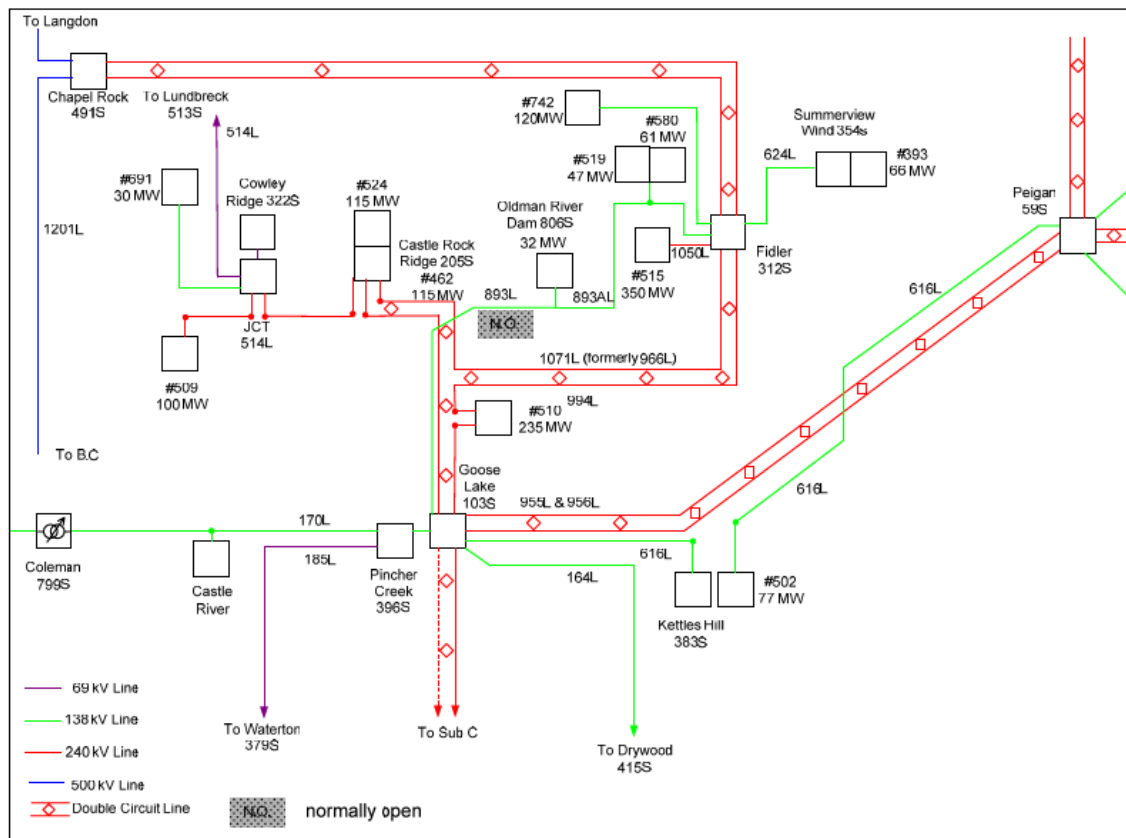 To Langdon
Chapel Rock
491S
To Lundbreck
513S
514L
#691
30 MW
Cowley
Ridge 322S
1201L
#524
115 MW
Castle Rock
Ridge 205S
#462
115 MW
JCT
514L
#509
100 MW
To B.C
#742
120MW
#580
61 MW
#519
47 MW
Oldman River
Dam 806S
32 MW
893L
893AL
N.O.
#515
350 MW
1050L
Fidler
312S
Summerview
Wind 354s
624L
#393
66 MW
Peigan
59S
616L
1071L (formerly 966L)
994L
#510
235 MW
Goose
Lake
103S
955L & 956L
616L
170L
185L
Coleman
799S
Castle
River
Pincher
Creek
396S
616L
164L
Kettles Hill
383S
#502
77 MW
To Waterton
379S
To Sub C
To Drywood
415S
69 kV Line
138 kV Line
240 kV Line
500 kV Line
Double Circuit Line
N.O. normally open